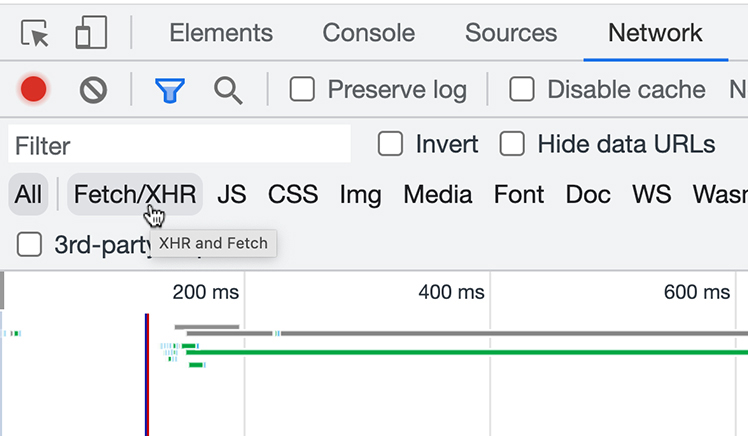 Elements Console Sources Network
Preserve log Disable cache N
Filter Invert Hide data URLs
All Fetch/XHR JS CSS Img Media Font Doc WS Wasm
3rd-party
XHR and Fetch
200 ms 400 ms 600 ms